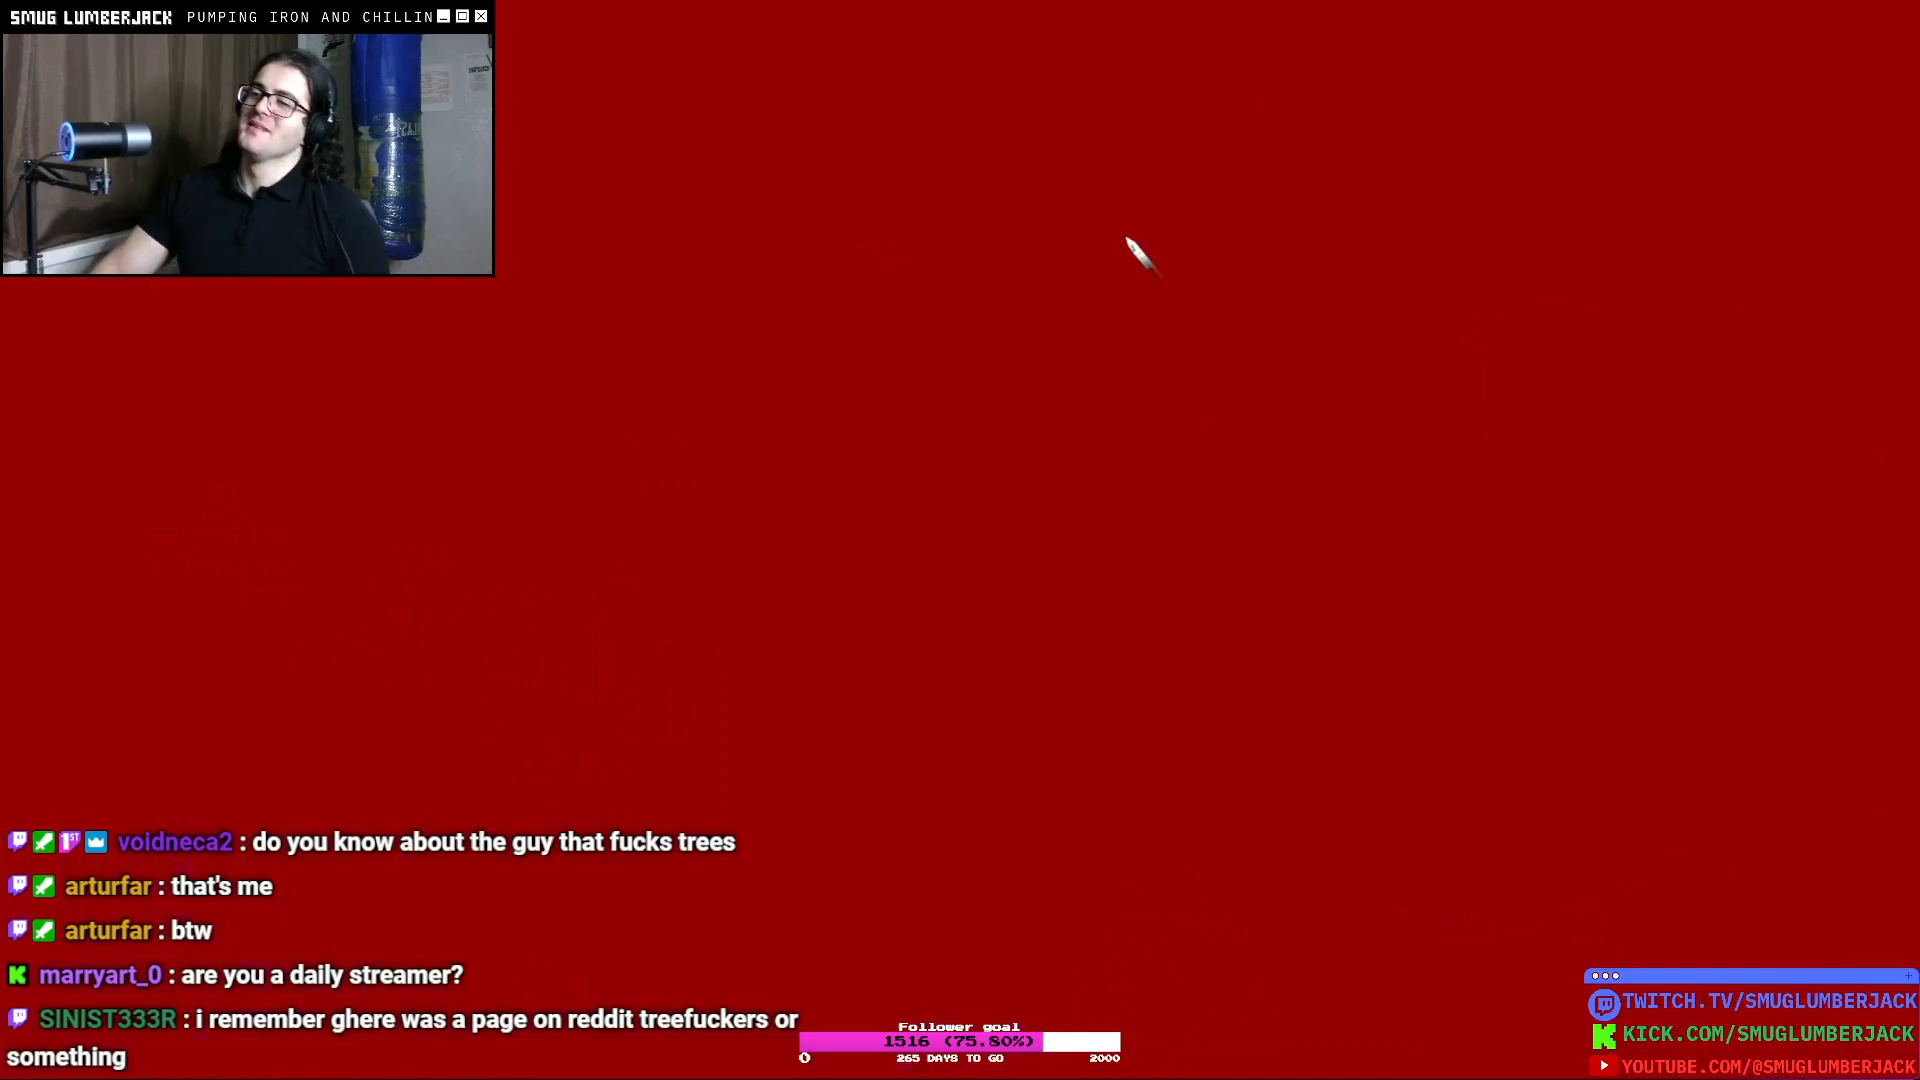 SMUG LUMBERJACK PUMPING IRON AND CHILLIN
voidneca2 : do you know about the guy that fucks trees
arturfar : that's me
arturfar : btw
marryart_0 : are you a daily streamer?
SINIST333R : i remember ghere was a page on reddit treefuckers or
something
Follower goal
1516 (75.80%)
0 265 DAYS TO GO 2000
TWITCH.TV/SMUGLUMBERJACK
KICK.COM/SMUGLUMBERJACK
YOUTUBE.COM/@SMUGLUMBERJACK